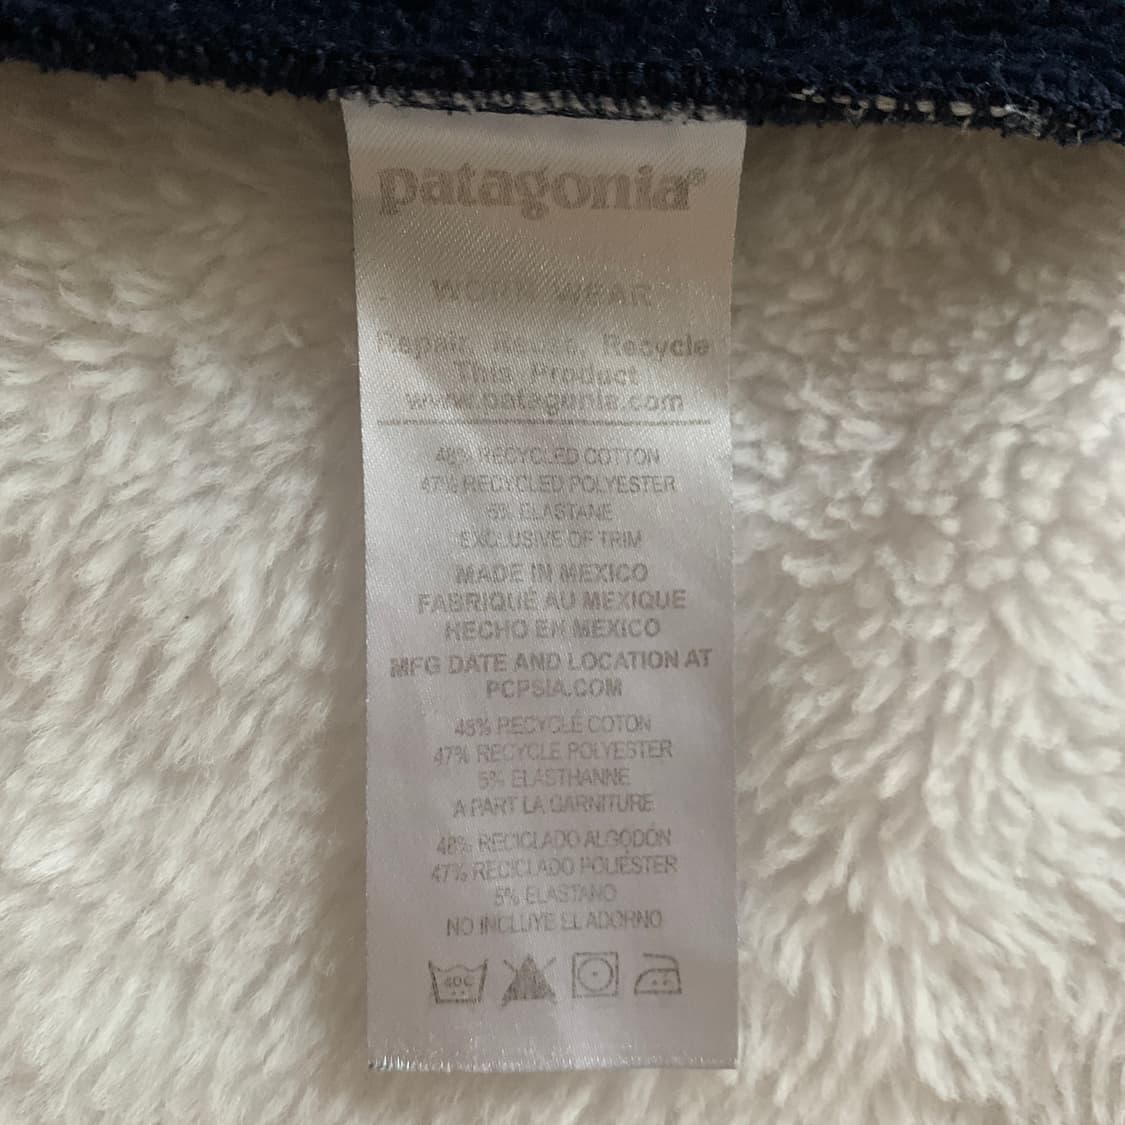 patagonia®
WORN WEAR
Repair, Reuse, Recycle
This Product
www.patagonia.com
48% RECYCLED COTTON
47% RECYCLED POLYESTER
5% ELASTANE
EXCLUSIVE OF TRIM
MADE IN MEXICO
FABRIQUÉ AU MEXIQUE
HECHO EN MEXICO
MFG DATE AND LOCATION AT
PCPSIA.COM
48% RECYCLÉ COTON
47% RECYCLE POLYESTER
5% ELASTHANNE
A PART LA GARNITURE
48% RECICLADO ALGODÓN
47% RECICLADO POLIÉSTER
5% ELASTANO
NO INCLUYE EL ADORNO
40C